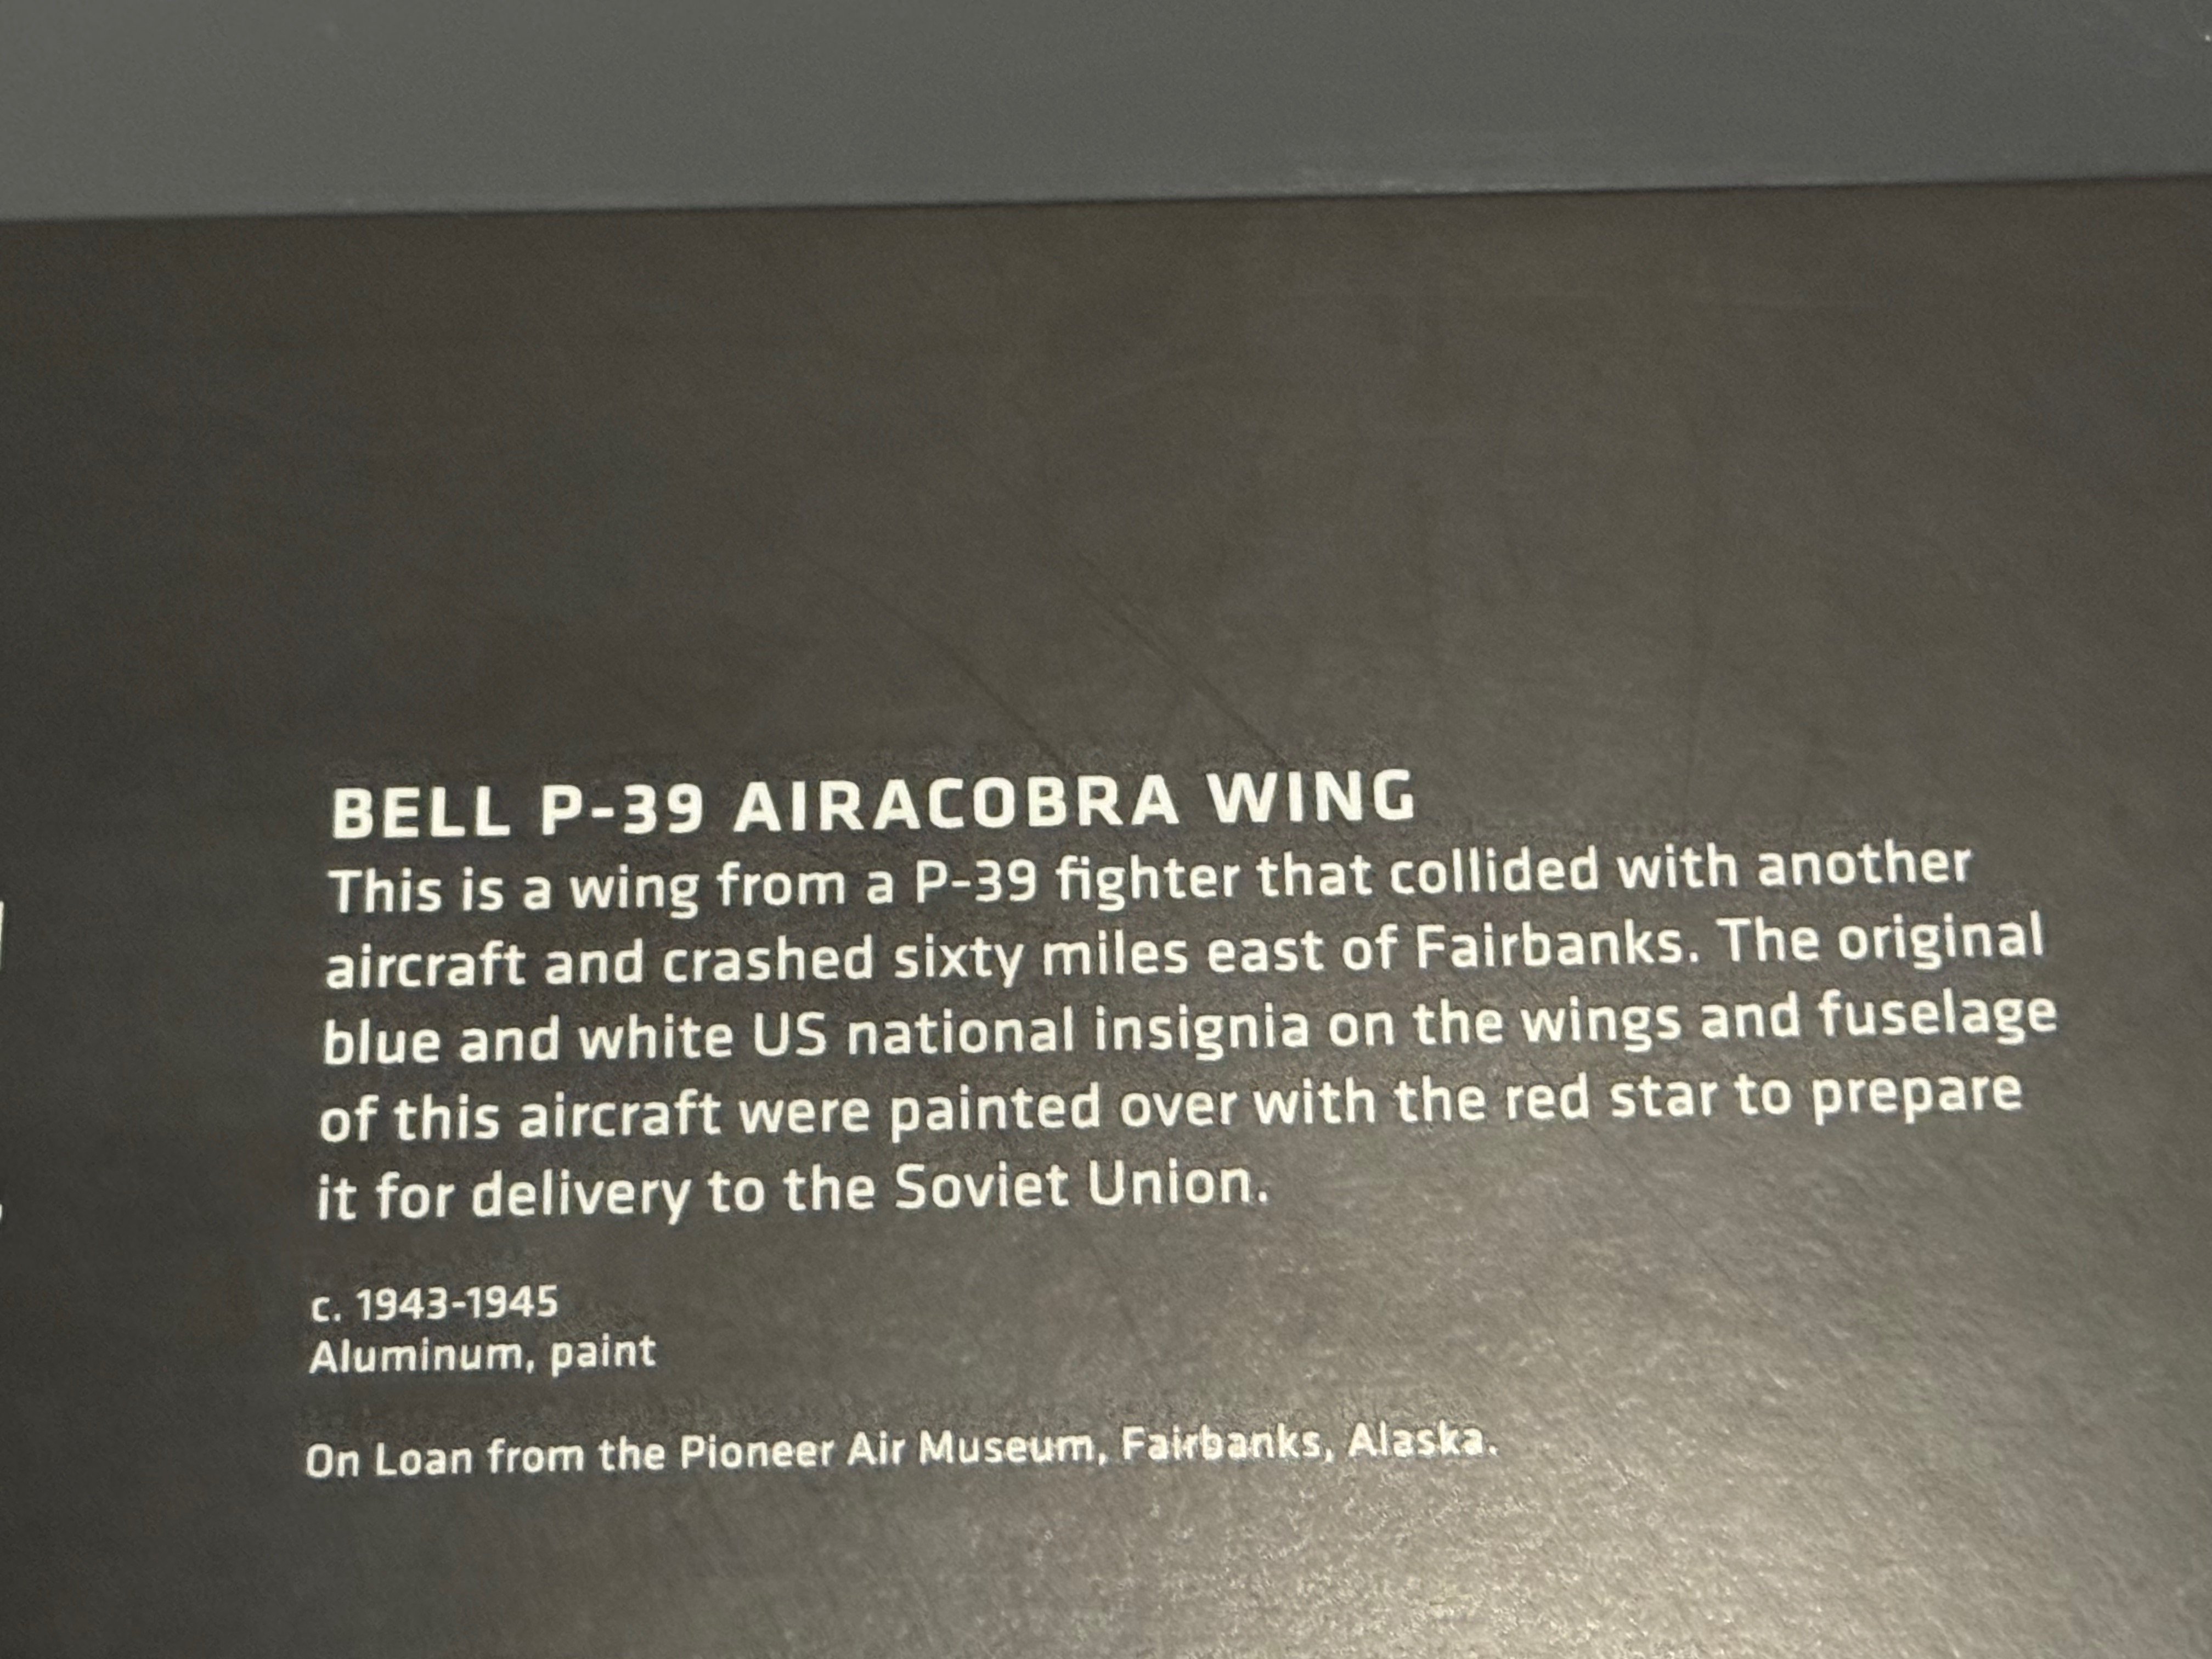 BELL P-39 AIRACOBRA WING
This is a wing from a P-39 fighter that collided with another
aircraft and crashed sixty miles east of Fairbanks. The original
blue and white US national insignia on the wings and fuselage
of this aircraft were painted over with the red star to prepare
it for delivery to the Soviet Union.
c. 1943-1945
Aluminum, paint
On Loan from the Pioneer Air Museum, Fairbanks, Alaska.